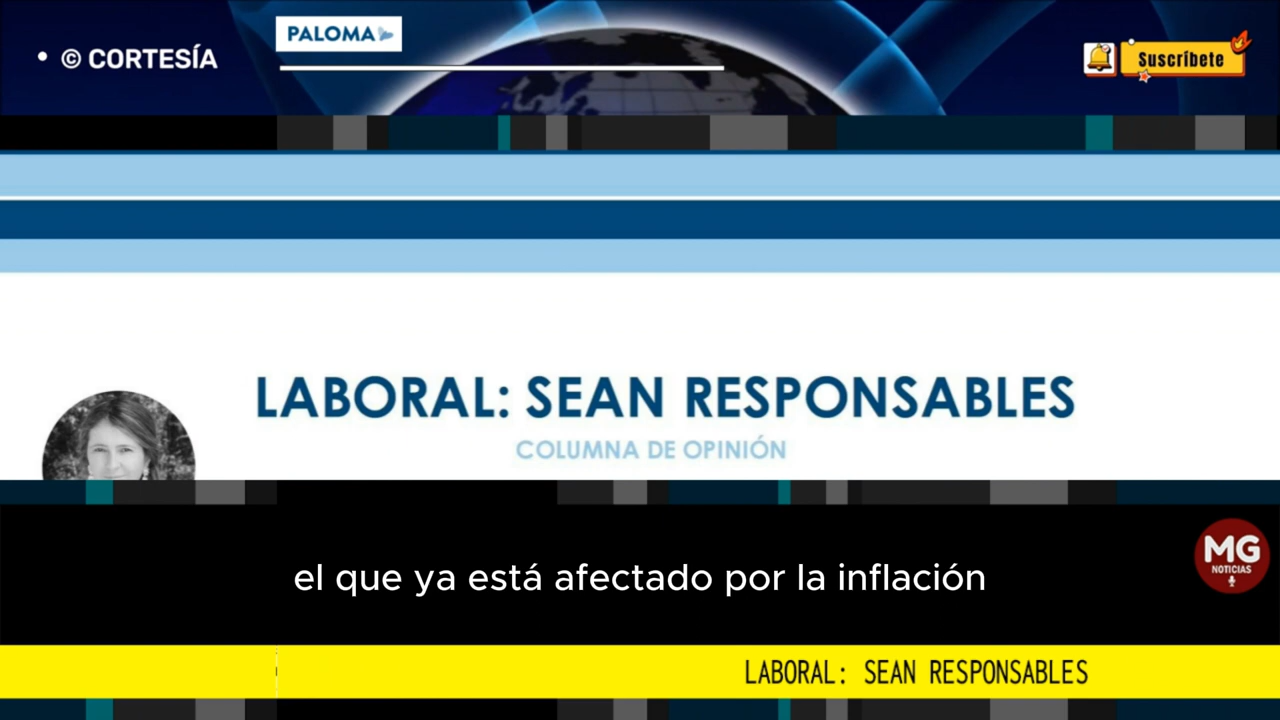 • © CORTESÍA
PALOMA
Suscríbete
LABORAL: SEAN RESPONSABLES
COLUMNA DE OPINIÓN
el que ya está afectado por la inflación
MG
NOTICIAS
LABORAL: SEAN RESPONSABLES